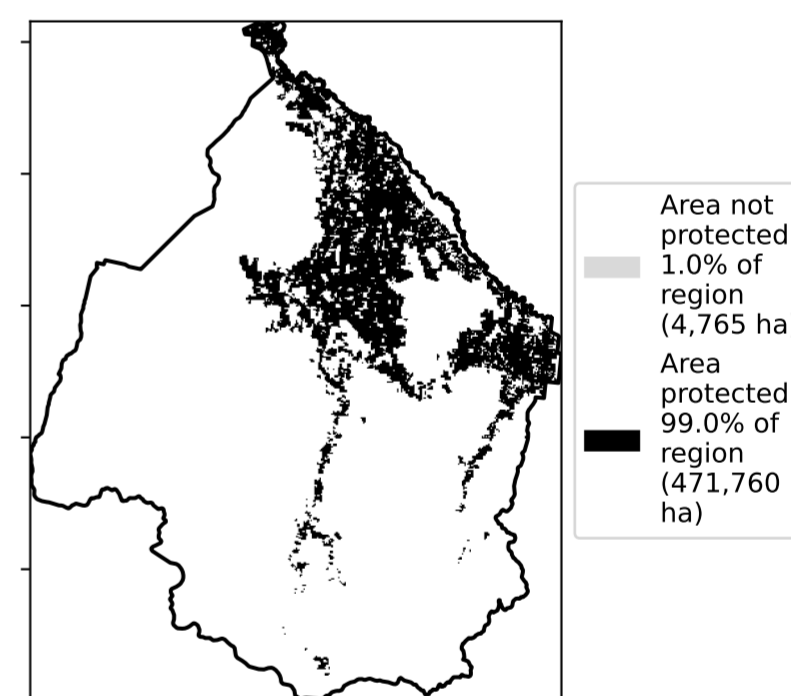 Area not
protected
1.0% of
region
(4,765 ha
Area
protected
99.0% of
region
(471,760
ha)